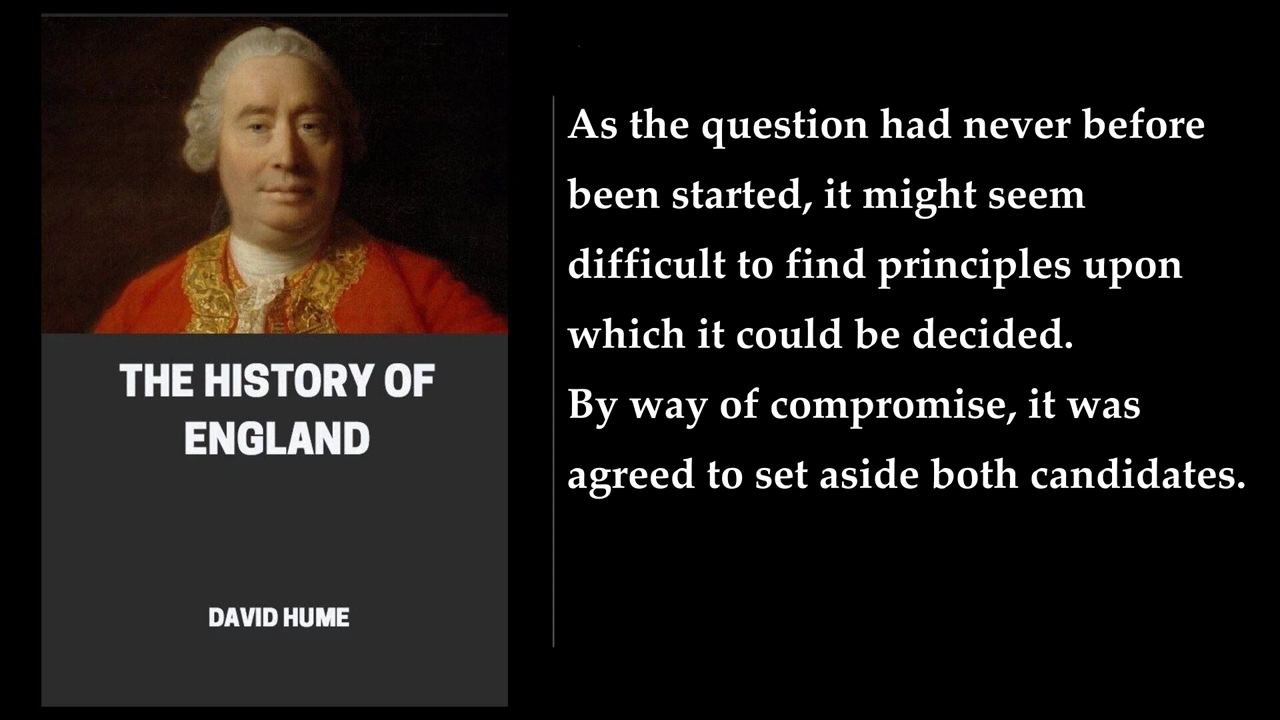 THE HISTORY OF
ENGLAND
DAVID HUME
As the question had never before
been started, it might seem
difficult to find principles upon
which it could be decided.
By way of compromise, it was
agreed to set aside both candidates.